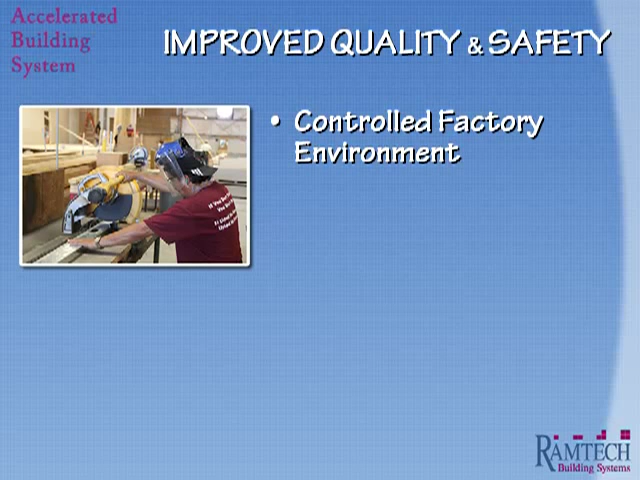 Accelerated
Building
System
IMPROVED QUALITY & SAFETY
• Controlled Factory
Environment
RAMTECH
Building Systems